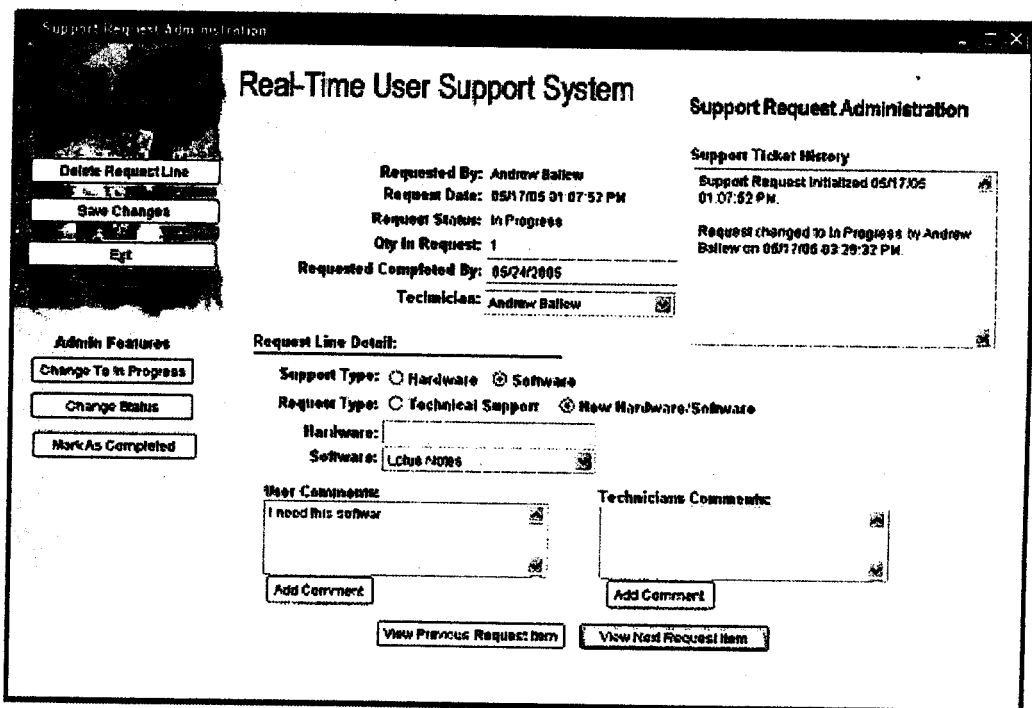 Support Request Administration
Real-Time User Support System
Support Request Administration
Delete Request Line
Save Changes
Exit
Requested By: Andrew Ballew
Request Date: 05/17/05 01:07:52 PM
Request Status: In Progress
Qty In Request: 1
Requested Completed By: 05/24/2005
Technician: Andrew Ballew
Support Ticket History
Support Request Initialized 05/17/05
01:07:52 PM.
Request changed to In Progress by Andrew
Ballew on 05/17/05 03:29:32 PM.
Admin Features
Change To In Progress
Change Status
Mark As Completed
Request Line Detail:
Support Type: Hardware Software
Request Type: Technical Support New Hardware/Software
Hardware:
Software: Lotus Notes
User Comments:
I need this softwar
Add Comment
Technicians Comments:
Add Comment
View Previous Request Item
View Next Request Item